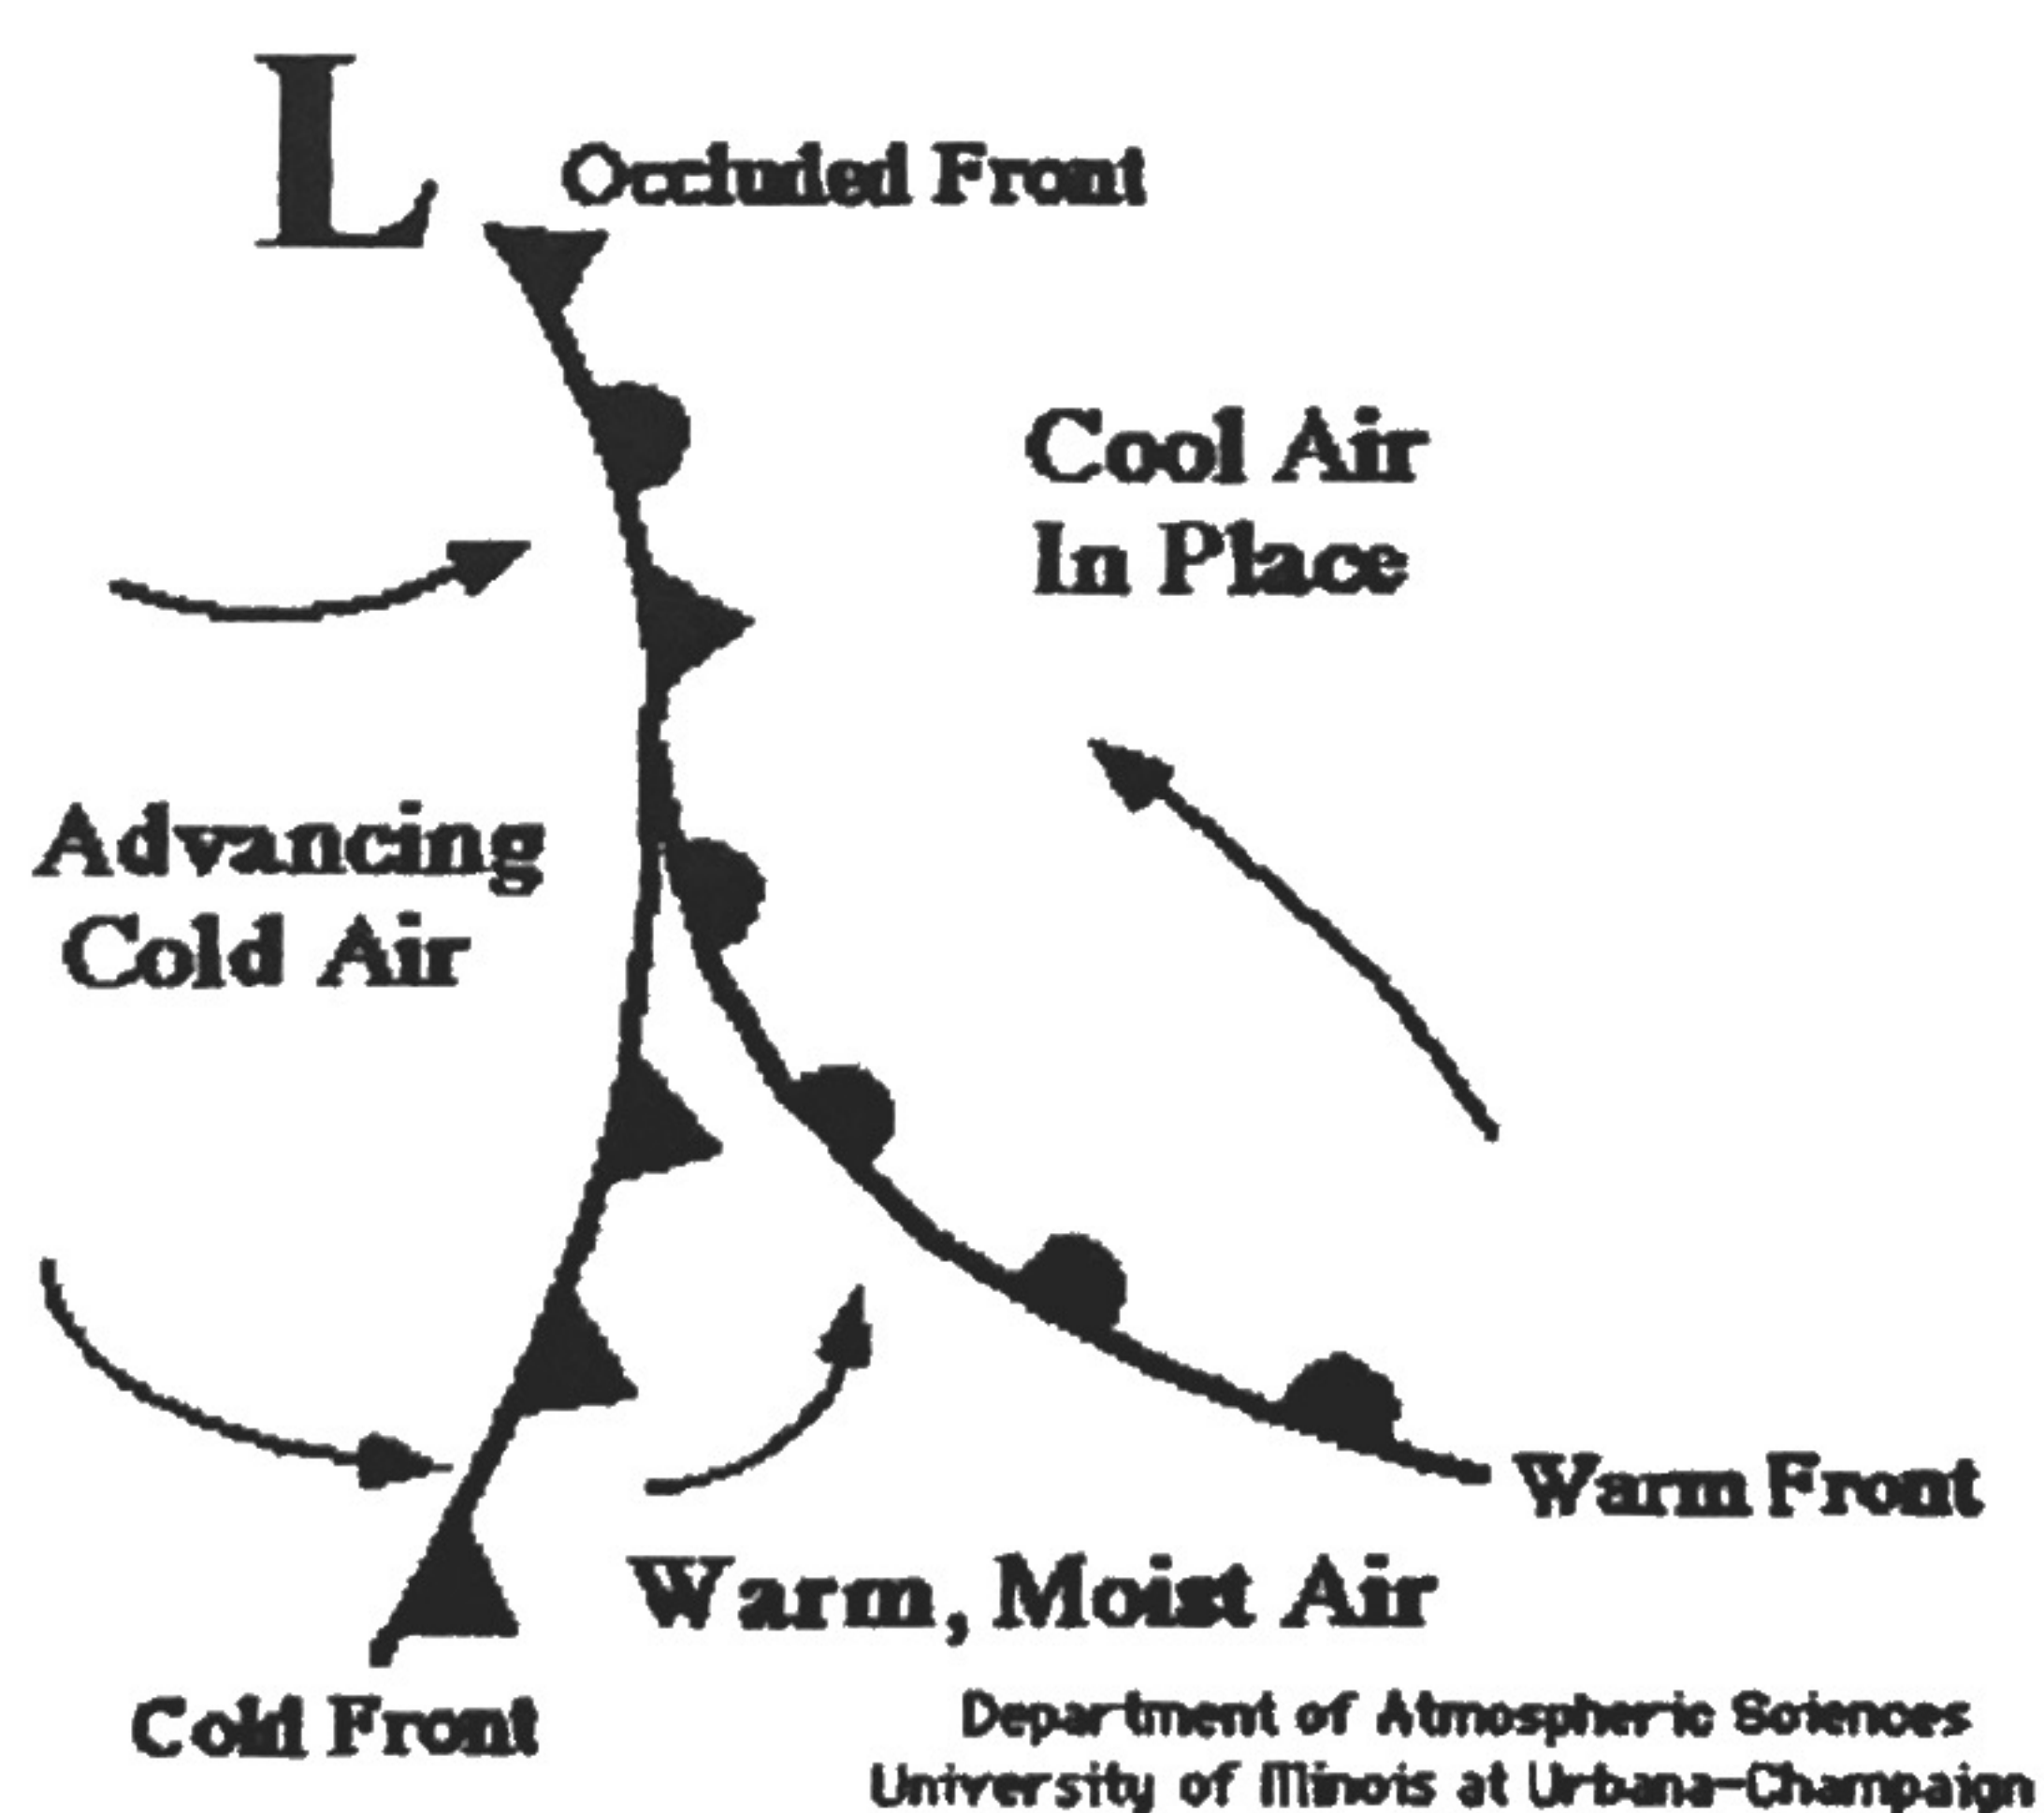 L
Occluded Front
Cool Air
In Place
Advancing
Cold Air
Warm Front
Warm, Moist Air
Cold Front
Department of Atmospheric Sciences
University of Illinois at Urbana-Champaign